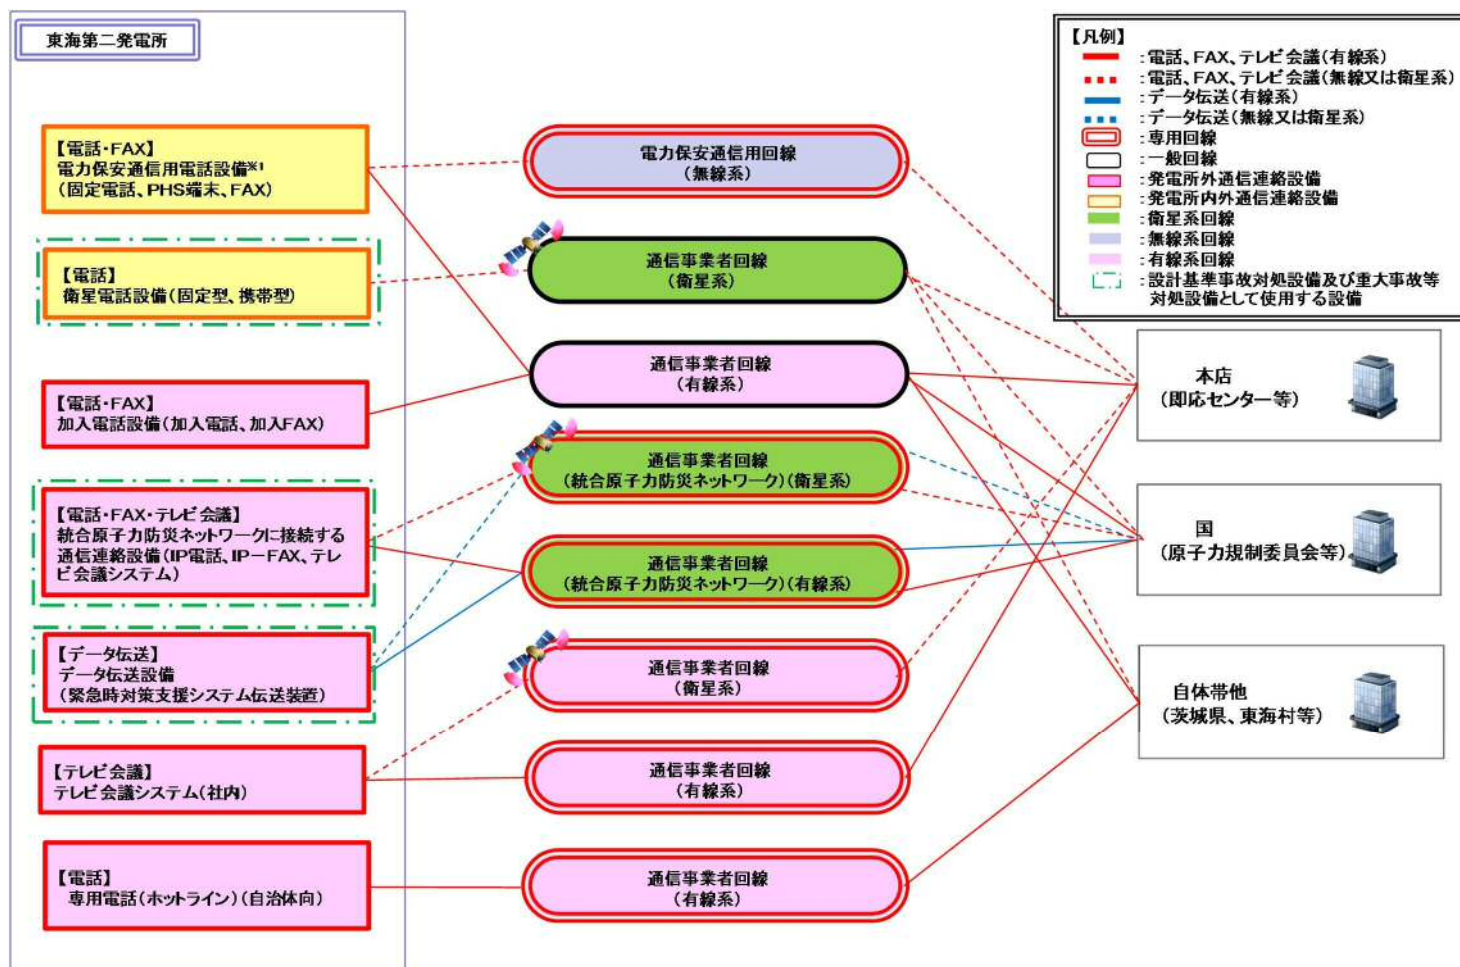 東海第二発電所
【電話・FAX】
電力保安通信用電話設備※1
(固定電話、PHS端末、FAX)
【電話】
衛星電話設備(固定型、携帯型)
【電話・FAX】
加入電話設備(加入電話、加入FAX)
【電話・FAX・テレビ会議】
統合原子力防災ネットワークに接続する
通信連絡設備(IP電話、IP－FAX、テレ
ビ会議システム)
【データ伝送】
データ伝送設備
(緊急時対策支援システム伝送装置)
【テレビ会議】
テレビ会議システム(社内)
【電話】
専用電話(ホットライン)(自治体向)
電力保安通信用回線
(無線系)
通信事業者回線
(衛星系)
通信事業者回線
(有線系)
通信事業者回線
(統合原子力防災ネットワーク)(衛星系)
通信事業者回線
(統合原子力防災ネットワーク)(有線系)
通信事業者回線
(衛星系)
通信事業者回線
(有線系)
通信事業者回線
(有線系)
【凡例】
：電話、FAX、テレビ会議(有線系)
：電話、FAX、テレビ会議(無線又は衛星系)
：データ伝送(有線系)
：データ伝送(無線又は衛星系)
：専用回線
：一般回線
：発電所外通信連絡設備
：発電所内外通信連絡設備
：衛星系回線
：無線系回線
：有線系回線
：設計基準事故対処設備及び重大事故等
対処設備として使用する設備
本店
(即応センター等)
国
(原子力規制委員会等)
自体帯他
(茨城県、東海村等)